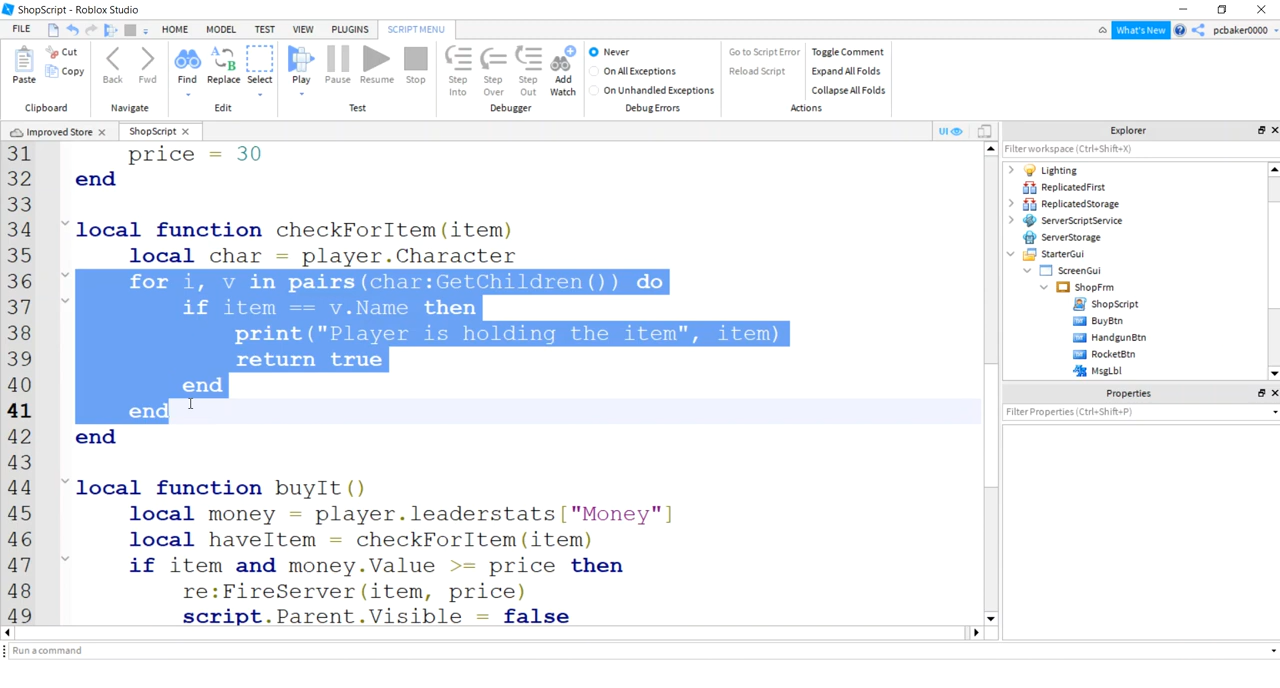 ShopScript - Roblox Studio
FILE HOME MODEL TEST VIEW PLUGINS SCRIPT MENU What's New pcbaker0000
Paste Cut Copy Back Fwd Find Replace Select Play Pause Resume Stop Step Into Step Over Step Out Add Watch Never On All Exceptions On Unhandled Exceptions Go to Script Error Reload Script Toggle Comment Expand All Folds Collapse All Folds
Clipboard Navigate Edit Test Debugger Debug Errors Actions
Improved Store ShopScript UI
31 price = 30
32 end
33
34 local function checkForItem(item)
35 local char = player.Character
36 for i, v in pairs(char:GetChildren()) do
37 if item == v.Name then
38 print("Player is holding the item", item)
39 return true
40 end
41 end
42 end
43
44 local function buyIt()
45 local money = player.leaderstats["Money"]
46 local haveItem = checkForItem(item)
47 if item and money.Value >= price then
48 re:FireServer(item, price)
49 script.Parent.Visible = false
Explorer
Filter workspace (Ctrl+Shift+X)
Lighting
ReplicatedFirst
ReplicatedStorage
ServerScriptService
ServerStorage
StarterGui
ScreenGui
ShopFrm
ShopScript
BuyBtn
HandgunBtn
RocketBtn
MsgLbl
Properties
Filter Properties (Ctrl+Shift+P)
Run a command